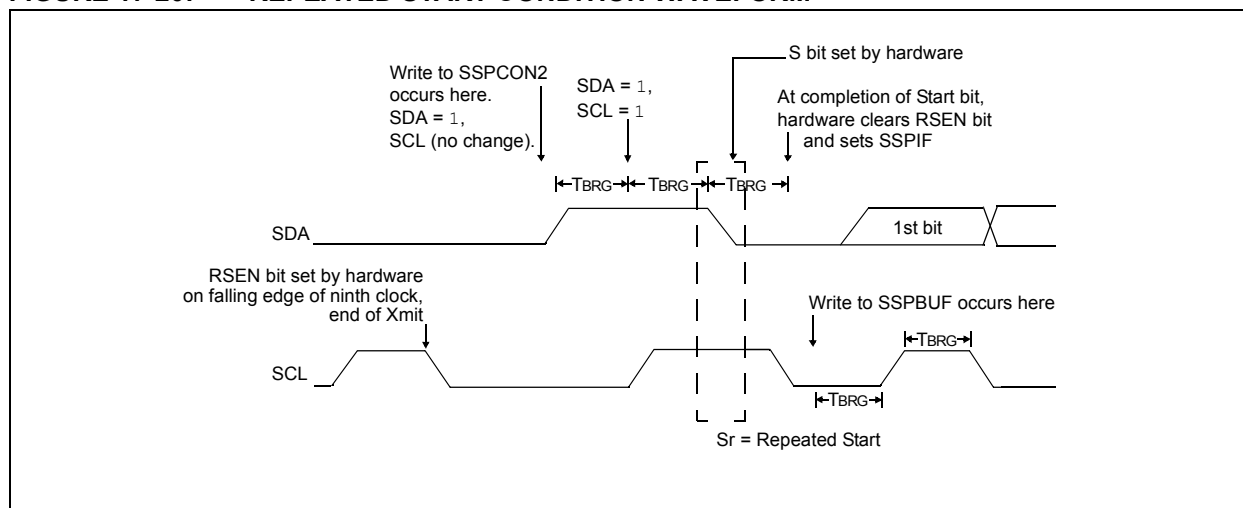 Write to SSPCON2
occurs here.
SDA = 1,
SCL (no change).
SDA = 1,
SCL = 1
S bit set by hardware
At completion of Start bit,
hardware clears RSEN bit
and sets SSPIF
TBRG
TBRG
TBRG
SDA
1st bit
RSEN bit set by hardware
on falling edge of ninth clock,
end of Xmit
Write to SSPBUF occurs here
TBRG
SCL
TBRG
Sr = Repeated Start